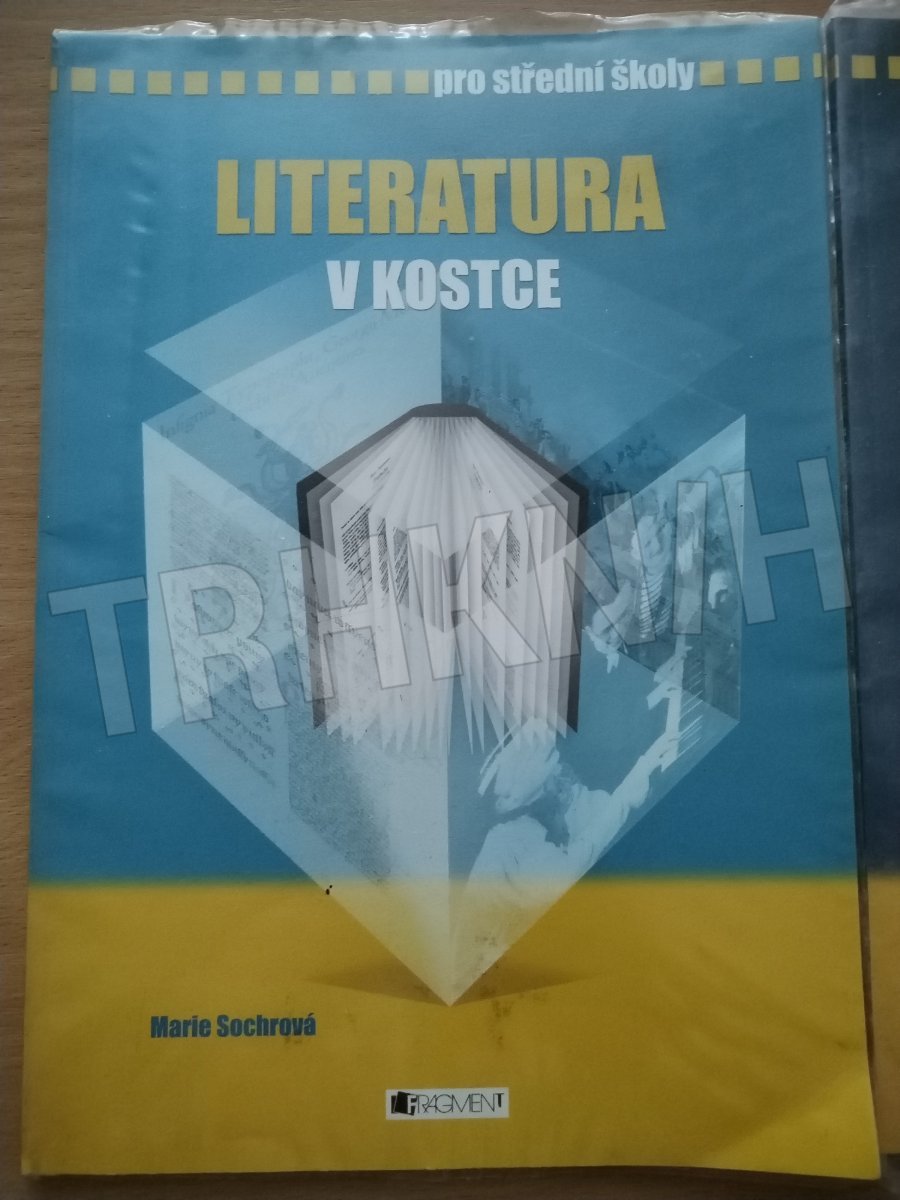 pro střední školy
LITERATURA
V KOSTCE
TRHKNIH
Marie Sochrová
FRAGMENT